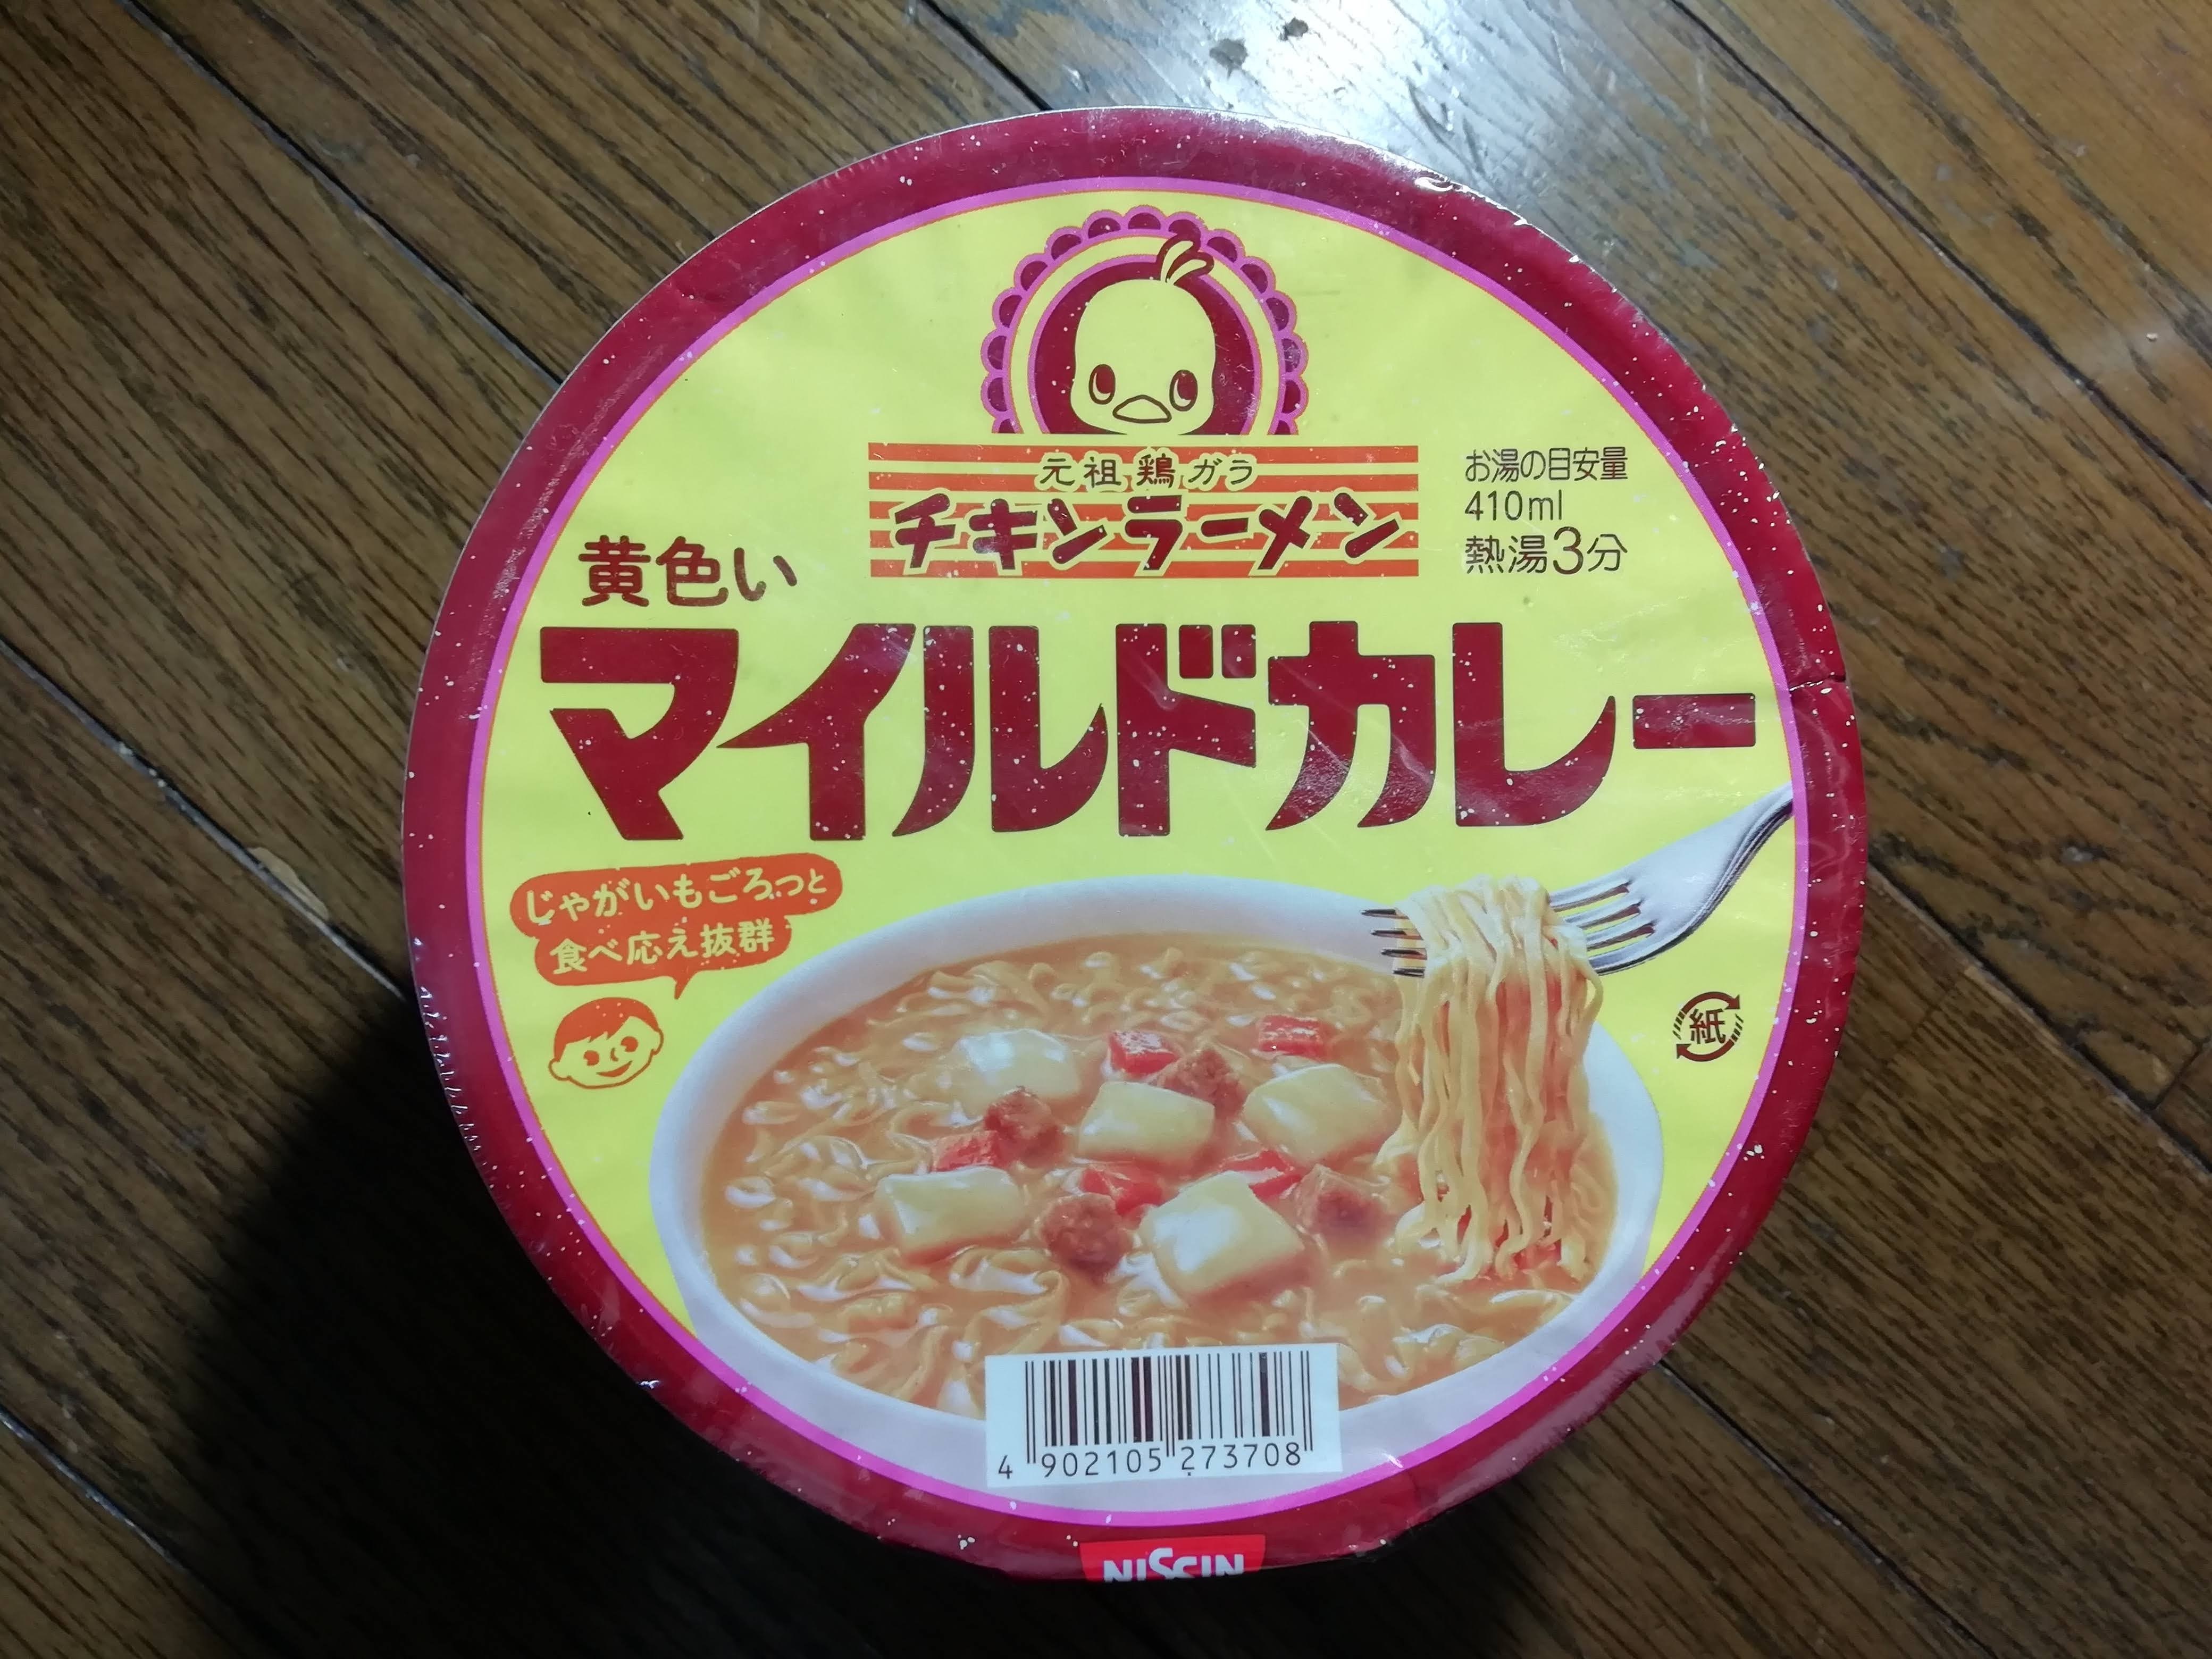 元祖鶏ガラ
チキンラーメン
お湯の目安量
410ml
熱湯3分
黄色い
マイルドカレー
じゃがいもごろっと
食べ応え抜群
紙
4 902105 273708
NISSIN